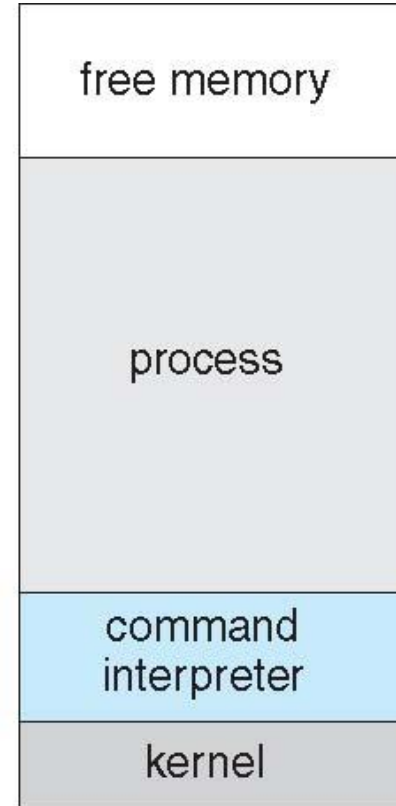 free memory
process
command
interpreter
kernel